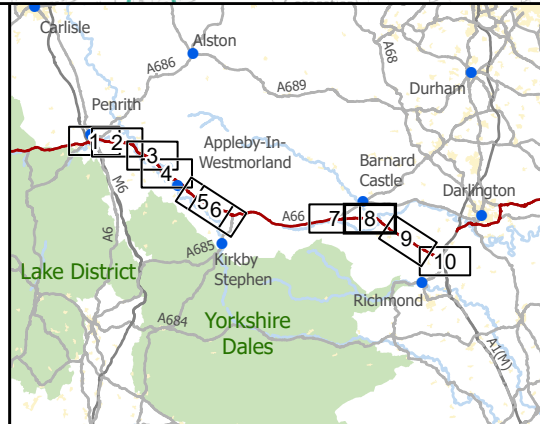 Carlisle
Alston
A686
A68
A689
Durham
Penrith
1
2
3
4
Appleby-In-
Westmorland
Barnard
Castle
Darlington
M6
A6
5
6
A66
7
8
9
10
A685
Kirkby
Stephen
Lake District
Richmond
A684
Yorkshire
Dales
A1(M)